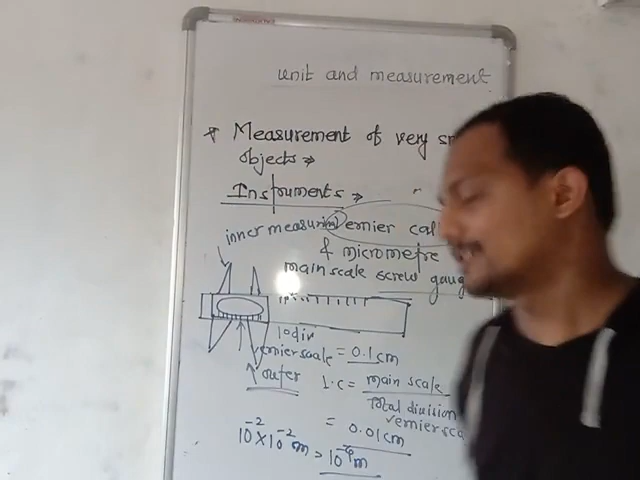 unit and measurement
* Measurement of very
objects ⇒
Instruments ⇒
inner measuring
Vernier cal
& micrometre
main scale screw gaug
10 div
vernier scale = 0.1 cm
outer
L.C = main scale
Total division
vernier sca
= 0.01 cm
10⁻² × 10⁻² m > 10⁻⁴ m